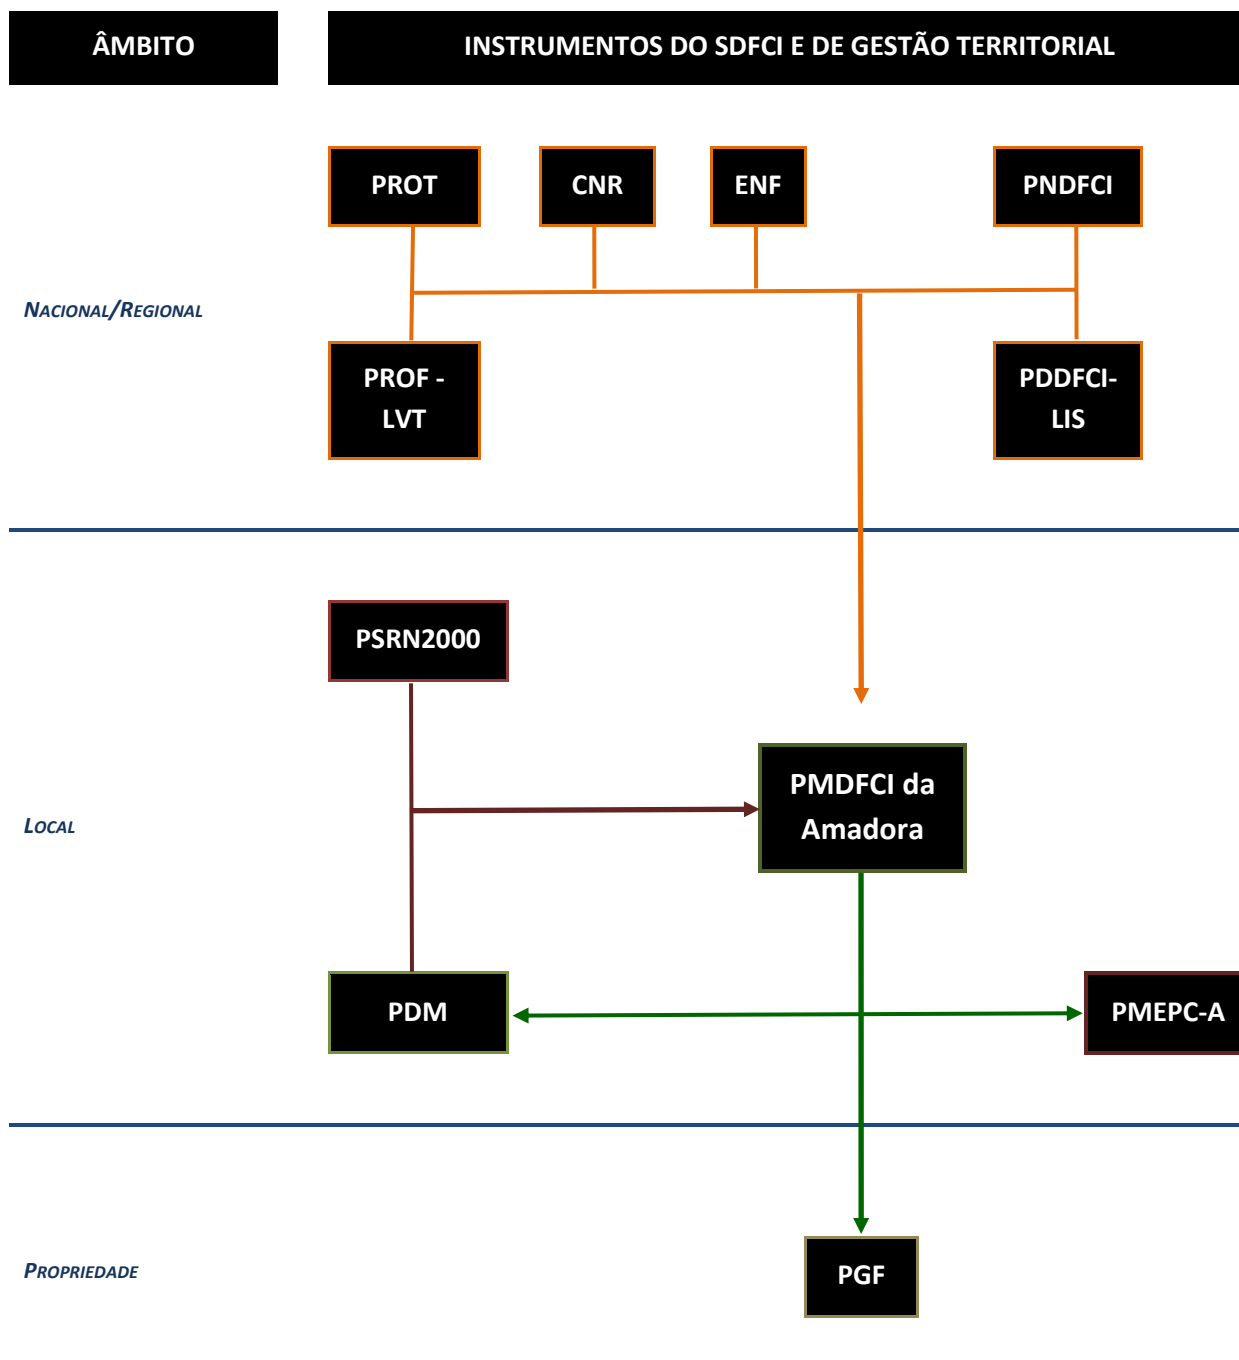 ÂMBITO
INSTRUMENTOS DO SDFCI E DE GESTÃO TERRITORIAL
PROT
CNR
ENF
PNDFCI
NACIONAL/REGIONAL
PROF -
LVT
PDDFCI-
LIS
PSRN2000
PMDFCI da
Amadora
LOCAL
PDM
PMEPC-A
PROPRIEDADE
PGF